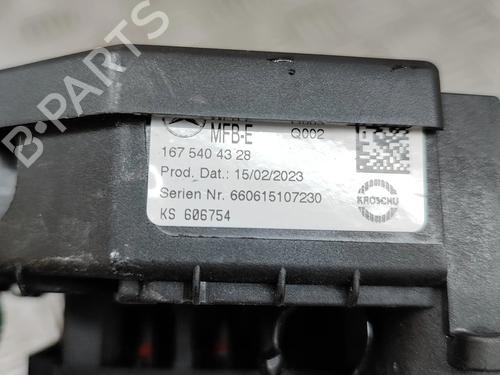 MFB-E Q002
167 540 43 28
Prod. Dat.: 15/02/2023
Serien Nr. 660615107230
KS 606754
KROSCHU
B-PARTS